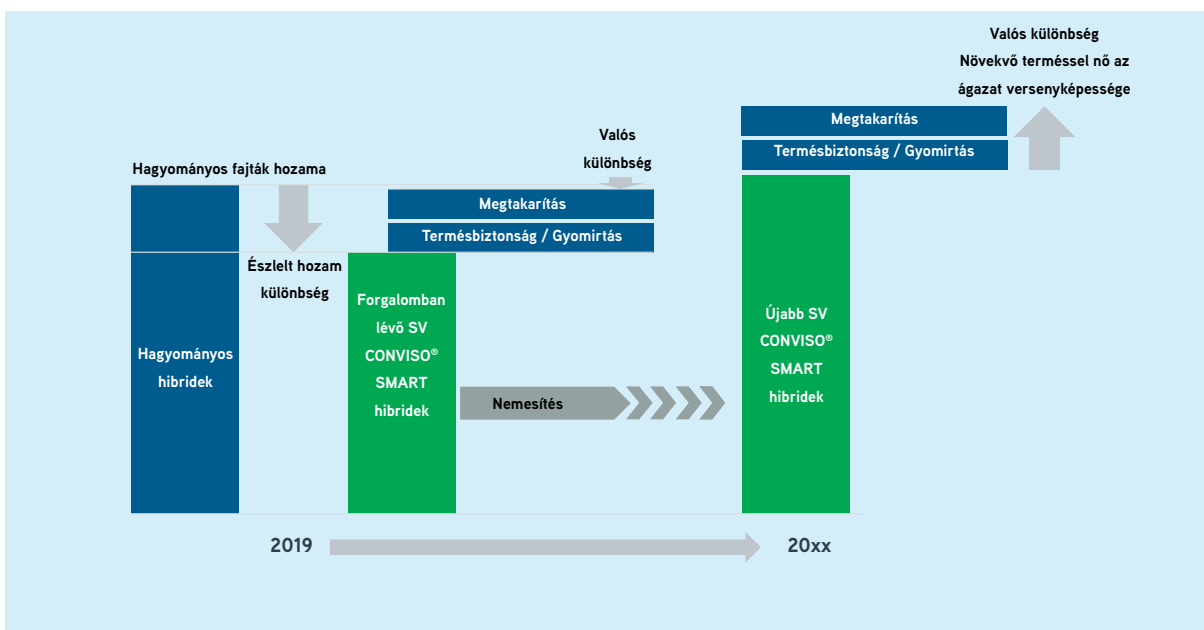 Valós különbség
Növekvő terméssel nő az
ágazat versenyképessége
Megtakarítás
Termésbiztonság / Gyomirtás
Valós
különbség
Hagyományos fajták hozama
Megtakarítás
Termésbiztonság / Gyomirtás
Észlelt hozam
különbség
Hagyományos
hibridek
Forgalomban
lévő SV
CONVISO®
SMART
hibridek
Nemesítés
Újabb SV
CONVISO®
SMART
hibridek
2019
20xx